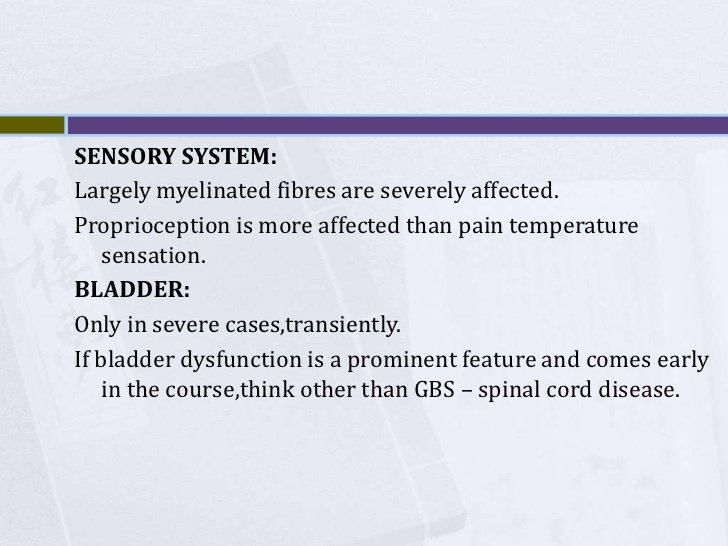 SENSORY SYSTEM:
Largely myelinated fibres are severely affected.
Proprioception is more affected than pain temperature
sensation.
BLADDER:
Only in severe cases,transiently.
If bladder dysfunction is a prominent feature and comes early
in the course,think other than GBS – spinal cord disease.